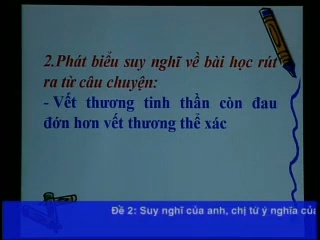 2.Phát biểu suy nghĩ về bài học rút
ra từ câu chuyện:
- Vết thương tinh thần còn đau
đớn hơn vết thương thể xác
Đề 2: Suy nghĩ của anh, chị từ ý nghĩa của